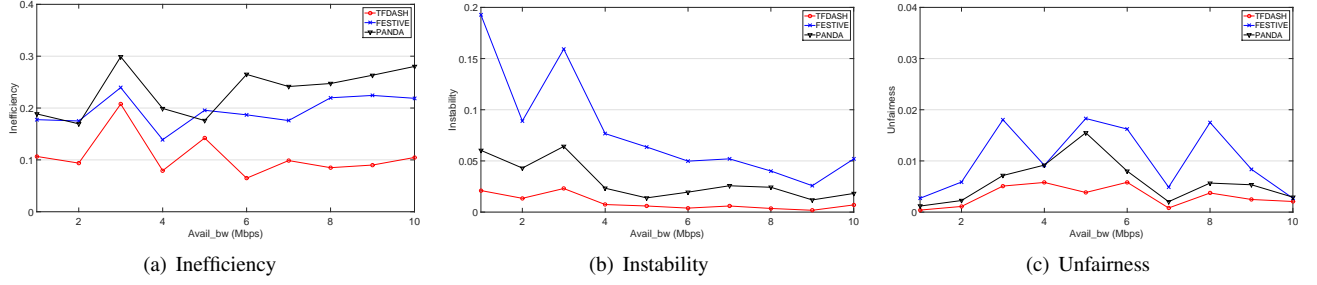 0.4
0.3
0.2
0.1
0
Inefficiency
2
4
6
8
10
Avail_bw (Mbps)
TFDASH
FESTIVE
PANDA
(a) Inefficiency
0.2
0.15
0.1
0.05
0
Instability
2
4
6
8
10
Avail_bw (Mbps)
TFDASH
FESTIVE
PANDA
(b) Instability
0.04
0.03
0.02
0.01
0
Unfairness
2
4
6
8
10
Avail_bw (Mbps)
TFDASH
FESTIVE
PANDA
(c) Unfairness